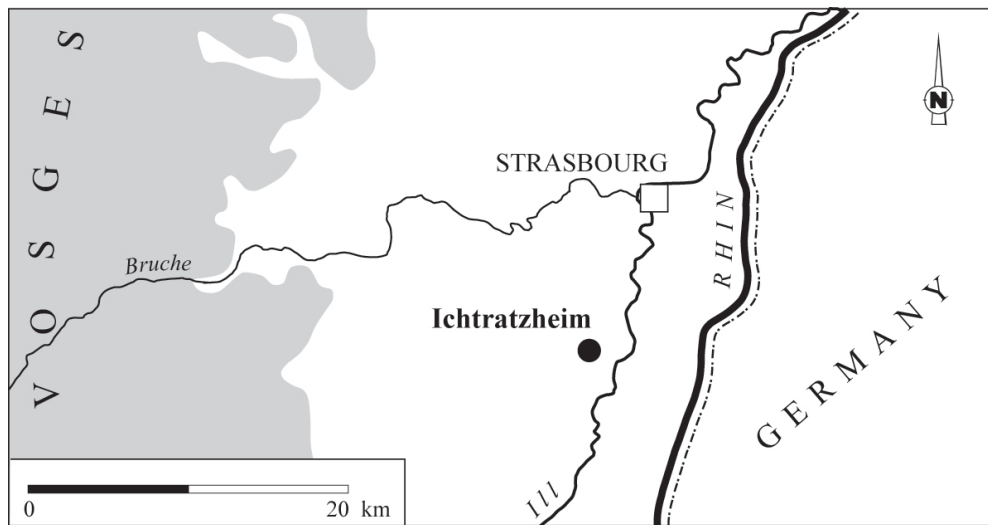 VOSGES
N
STRASBOURG
RHIN
Bruche
Ichtratzheim
GERMANY
Ill
0 20 km